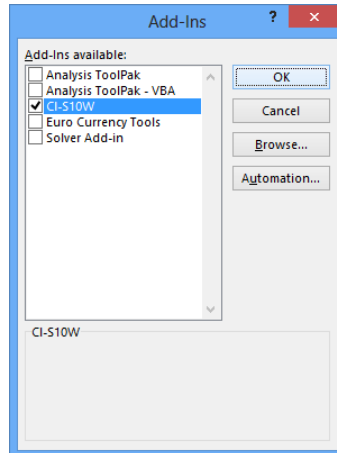 Add-Ins
?
×
Add-Ins available:
Analysis ToolPak
Analysis ToolPak - VBA
CI-S10W
Euro Currency Tools
Solver Add-in
OK
Cancel
Browse...
Automation...
CI-S10W